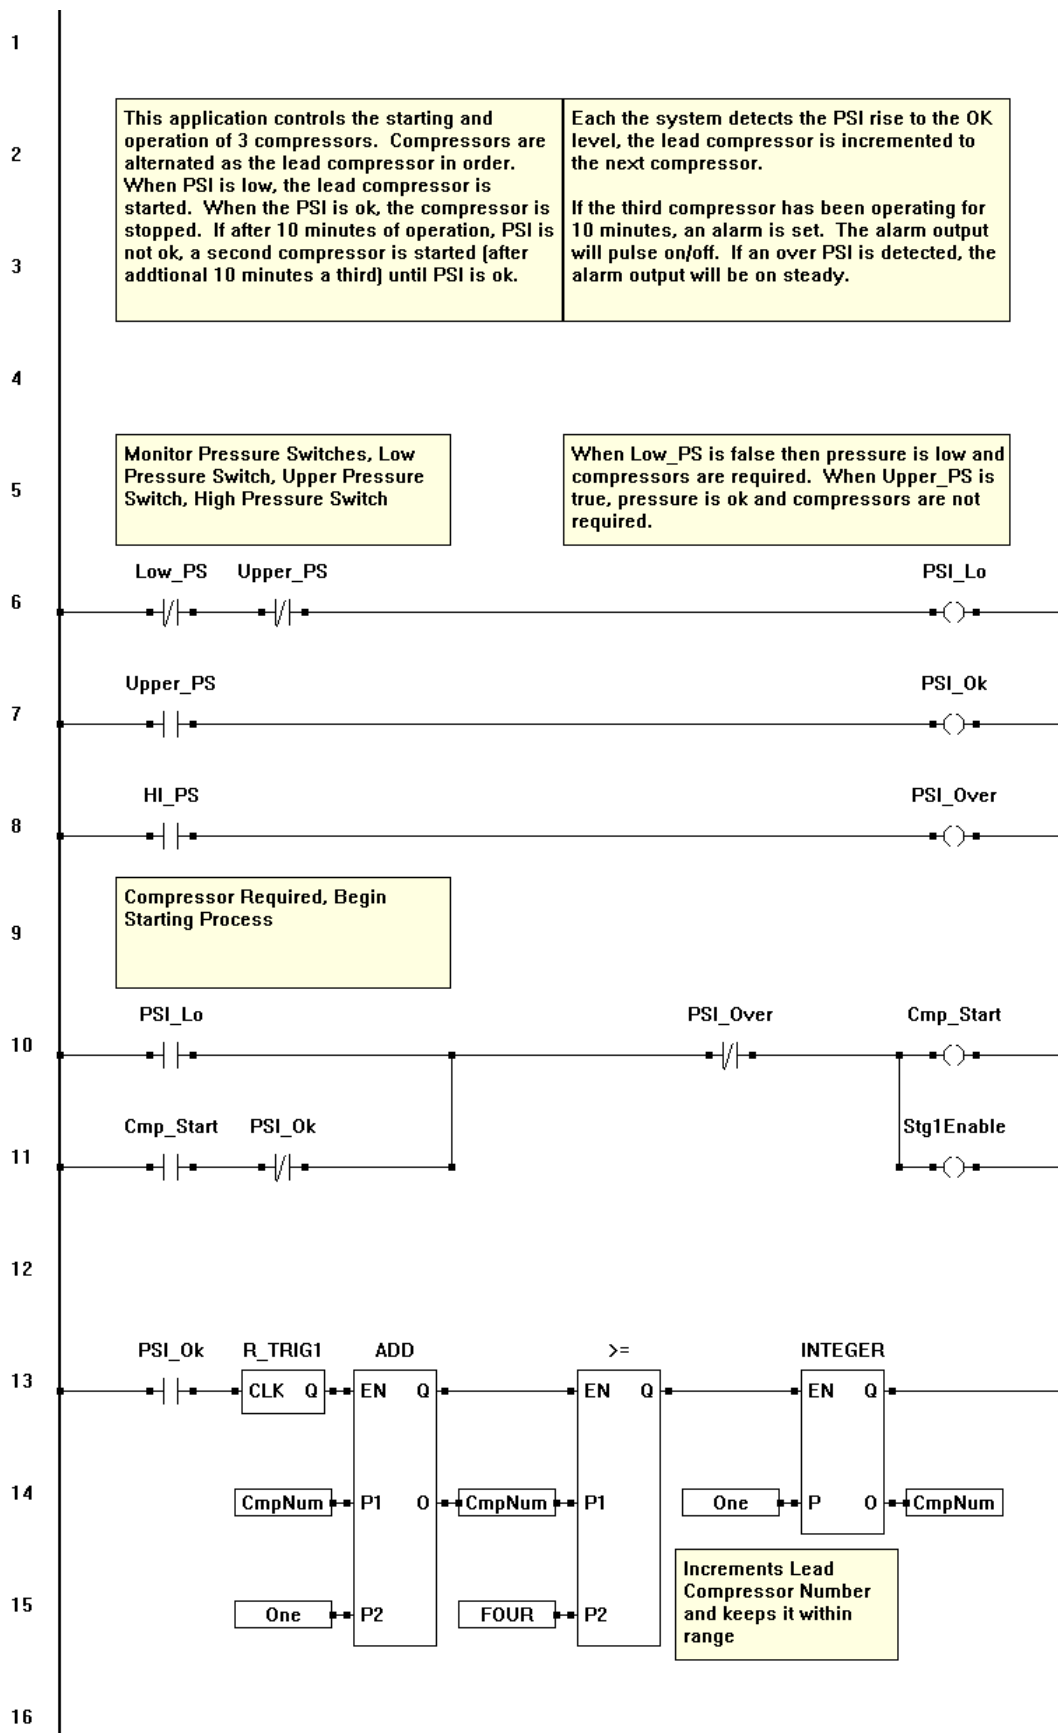 1
2
This application controls the starting and
operation of 3 compressors. Compressors are
alternated as the lead compressor in order.
When PSI is low, the lead compressor is
started. When the PSI is ok, the compressor is
stopped. If after 10 minutes of operation, PSI is
not ok, a second compressor is started (after
addtional 10 minutes a third) until PSI is ok.
Each the system detects the PSI rise to the OK
level, the lead compressor is incremented to
the next compressor.
If the third compressor has been operating for
10 minutes, an alarm is set. The alarm output
will pulse on/off. If an over PSI is detected, the
alarm output will be on steady.
3
4
5
Monitor Pressure Switches, Low
Pressure Switch, Upper Pressure
Switch, High Pressure Switch
When Low_PS is false then pressure is low and
compressors are required. When Upper_PS is
true, pressure is ok and compressors are not
required.
Low_PS Upper_PS PSI_Lo
6
Upper_PS PSI_Ok
7
HI_PS PSI_Over
8
Compressor Required, Begin
Starting Process
9
PSI_Lo PSI_Over Cmp_Start
10
Cmp_Start PSI_Ok Stg1Enable
11
12
PSI_Ok R_TRIG1 ADD >= INTEGER
13 CLK Q EN Q EN Q EN Q
14 CmpNum P1 O CmpNum P1 One P O CmpNum
Increments Lead
Compressor Number
and keeps it within
range
15 One P2 FOUR P2
16